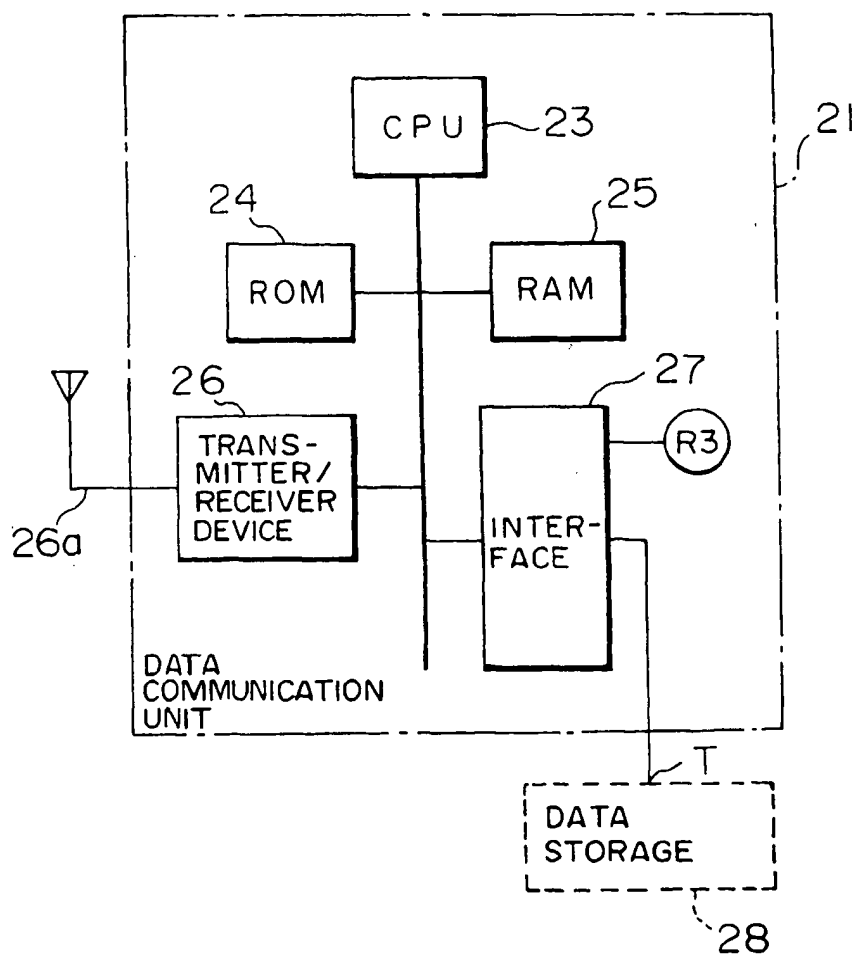 CPU
23
21
24
25
ROM
RAM
26
27
TRANS-
MITTER/
RECEIVER
DEVICE
R3
26a
INTER-
FACE
DATA
COMMUNICATION
UNIT
T
DATA
STORAGE
28